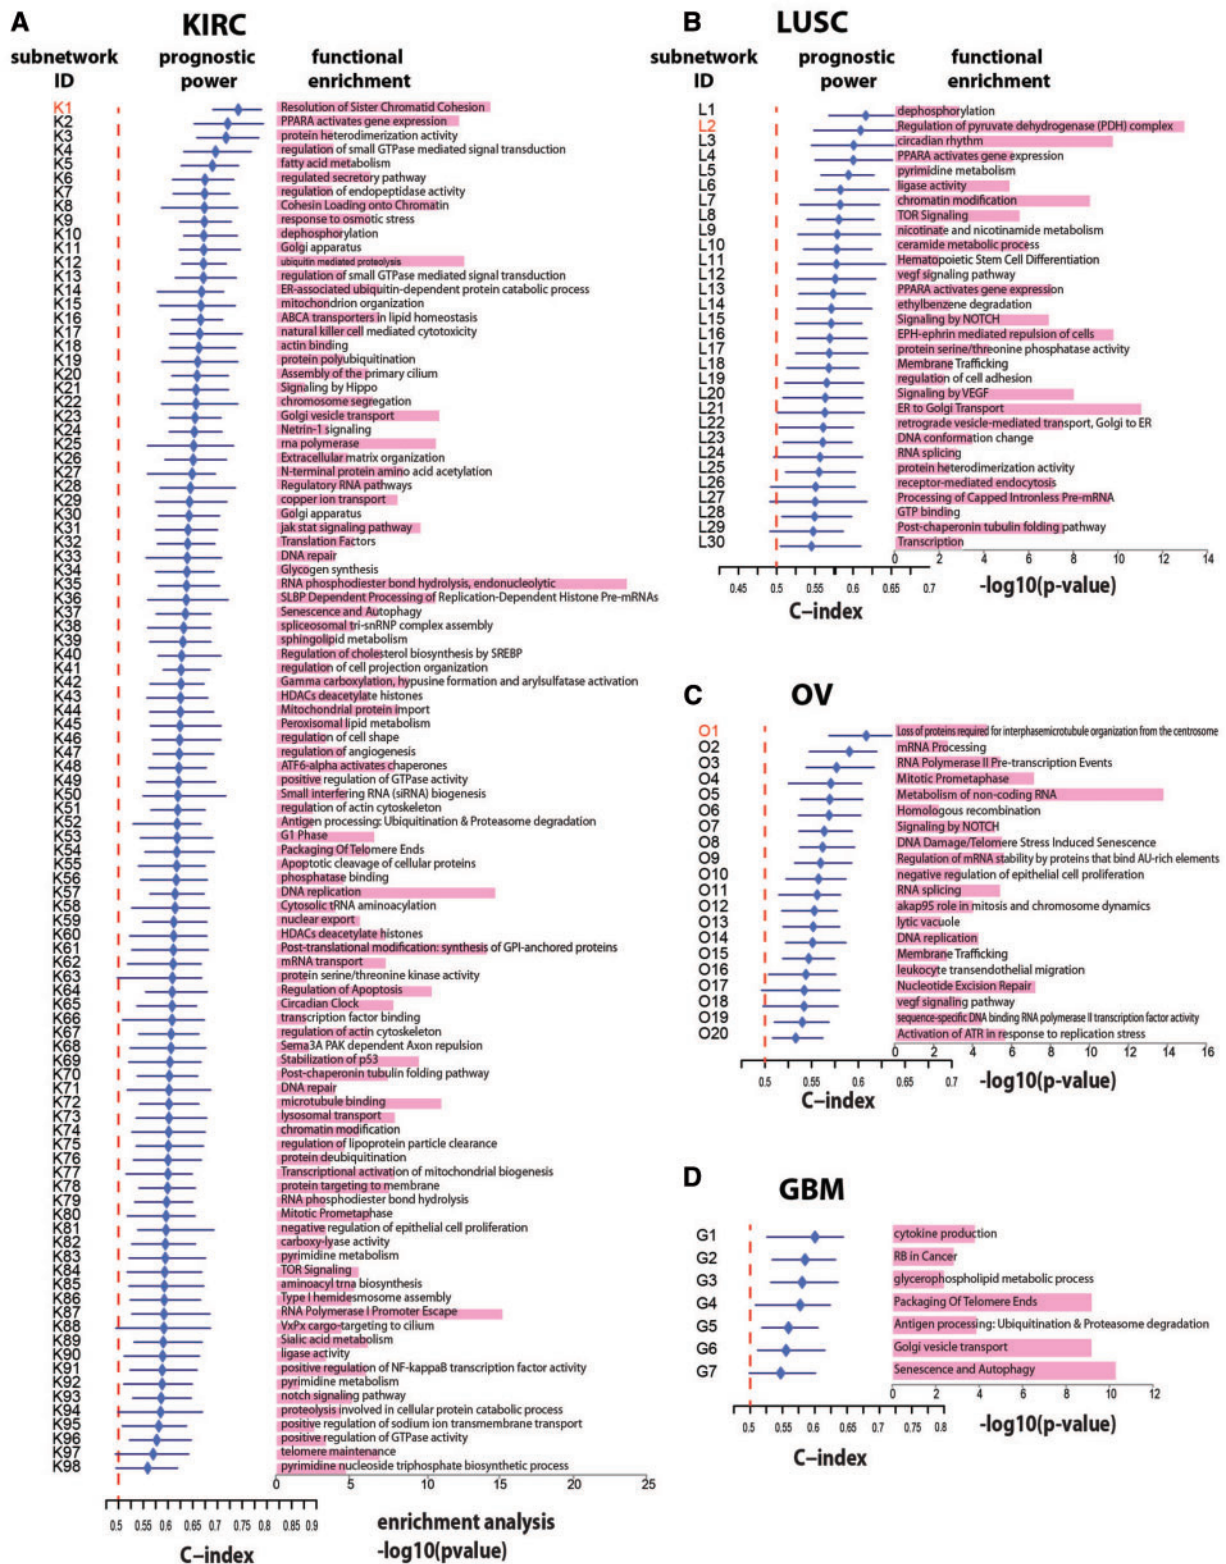 A
KIRC
subnetwork ID
prognostic power
functional enrichment
K1 Resolution of Sister Chromatid Cohesion
K2 PPARA activates gene expression
K3 protein heterodimerization activity
K4 regulation of small GTPase mediated signal transduction
K5 fatty acid metabolism
K6 regulated secretory pathway
K7 regulation of endopeptidase activity
K8 Cohesin Loading onto Chromatin
K9 response to osmotic stress
K10 dephosphorylation
K11 Golgi apparatus
K12 ubiquitin mediated proteolysis
K13 regulation of small GTPase mediated signal transduction
K14 ER-associated ubiquitin-dependent protein catabolic process
K15 mitochondrion organization
K16 ABCA transporters in lipid homeostasis
K17 natural killer cell mediated cytotoxicity
K18 actin binding
K19 protein polyubiquitination
K20 Assembly of the primary cilium
K21 Signaling by Hippo
K22 chromosome segregation
K23 Golgi vesicle transport
K24 Netrin-1 signaling
K25 rna polymerase
K26 Extracellular matrix organization
K27 N-terminal protein amino acid acetylation
K28 Regulatory RNA pathways
K29 copper ion transport
K30 Golgi apparatus
K31 jak stat signaling pathway
K32 Translation Factors
K33 DNA repair
K34 Glycogen synthesis
K35 RNA phosphodiester bond hydrolysis, endonucleolytic
K36 SLBP Dependent Processing of Replication-Dependent Histone Pre-mRNAs
K37 Senescence and Autophagy
K38 spliceosomal tri-snRNP complex assembly
K39 sphingolipid metabolism
K40 Regulation of cholesterol biosynthesis by SREBP
K41 regulation of cell projection organization
K42 Gamma carboxylation, hypusine formation and arylsulfatase activation
K43 HDACs deacetylate histones
K44 Mitochondrial protein import
K45 Peroxisomal lipid metabolism
K46 regulation of cell shape
K47 regulation of angiogenesis
K48 ATF6-alpha activates chaperones
K49 positive regulation of GTPase activity
K50 Small interfering RNA (siRNA) biogenesis
K51 regulation of actin cytoskeleton
K52 Antigen processing: Ubiquitination & Proteasome degradation
K53 G1 Phase
K54 Packaging Of Telomere Ends
K55 Apoptotic cleavage of cellular proteins
K56 phosphatase binding
K57 DNA replication
K58 Cytosolic tRNA aminoacylation
K59 nuclear export
K60 HDACs deacetylate histones
K61 Post-translational modification: synthesis of GPI-anchored proteins
K62 mRNA transport
K63 protein serine/threonine kinase activity
K64 Regulation of Apoptosis
K65 Circadian Clock
K66 transcription factor binding
K67 regulation of actin cytoskeleton
K68 Sema3A PAK dependent Axon repulsion
K69 Stabilization of p53
K70 Post-chaperonin tubulin folding pathway
K71 DNA repair
K72 microtubule binding
K73 lysosomal transport
K74 chromatin modification
K75 regulation of lipoprotein particle clearance
K76 protein deubiquitination
K77 Transcriptional activation of mitochondrial biogenesis
K78 protein targeting to membrane
K79 RNA phosphodiester bond hydrolysis
K80 Mitotic Prometaphase
K81 negative regulation of epithelial cell proliferation
K82 carboxy-lyase activity
K83 pyrimidine metabolism
K84 TOR Signaling
K85 aminoacyl trna biosynthesis
K86 Type I hemidesmosome assembly
K87 RNA Polymerase I Promoter Escape
K88 VxPx cargo-targeting to cilium
K89 Sialic acid metabolism
K90 ligase activity
K91 positive regulation of NF-kappaB transcription factor activity
K92 pyrimidine metabolism
K93 notch signaling pathway
K94 proteolysis involved in cellular protein catabolic process
K95 positive regulation of sodium ion transmembrane transport
K96 positive regulation of GTPase activity
K97 telomere maintenance
K98 pyrimidine nucleoside triphosphate biosynthetic process
0 5 10 15 20 25
0.5 0.55 0.6 0.65 0.7 0.75 0.8 0.85 0.9
C-index
enrichment analysis
-log10(pvalue)
B
LUSC
subnetwork ID
prognostic power
functional enrichment
L1 dephosphorylation
L2 Regulation of pyruvate dehydrogenase (PDH) complex
L3 circadian rhythm
L4 PPARA activates gene expression
L5 pyrimidine metabolism
L6 ligase activity
L7 chromatin modification
L8 TOR Signaling
L9 nicotinate and nicotinamide metabolism
L10 ceramide metabolic process
L11 Hematopoietic Stem Cell Differentiation
L12 vegf signaling pathway
L13 PPARA activates gene expression
L14 ethylbenzene degradation
L15 Signaling by NOTCH
L16 EPH-ephrin mediated repulsion of cells
L17 protein serine/threonine phosphatase activity
L18 Membrane Trafficking
L19 regulation of cell adhesion
L20 Signaling by VEGF
L21 ER to Golgi Transport
L22 retrograde vesicle-mediated transport, Golgi to ER
L23 DNA conformation change
L24 RNA splicing
L25 protein heterodimerization activity
L26 receptor-mediated endocytosis
L27 Processing of Capped Intronless Pre-mRNA
L28 GTP binding
L29 Post-chaperonin tubulin folding pathway
L30 Transcription
0 2 4 6 8 10 12 14
0.45 0.5 0.55 0.6 0.65 0.7
C-index
-log10(p-value)
C
OV
O1 Loss of proteins required for interphasemicrotubule organization from the centrosome
O2 mRNA Processing
O3 RNA Polymerase II Pre-transcription Events
O4 Mitotic Prometaphase
O5 Metabolism of non-coding RNA
O6 Homologous recombination
O7 Signaling by NOTCH
O8 DNA Damage/Telomere Stress Induced Senescence
O9 Regulation of mRNA stability by proteins that bind AU-rich elements
O10 negative regulation of epithelial cell proliferation
O11 RNA splicing
O12 akap95 role in mitosis and chromosome dynamics
O13 lytic vacuole
O14 DNA replication
O15 Membrane Trafficking
O16 leukocyte transendothelial migration
O17 Nucleotide Excision Repair
O18 vegf signaling pathway
O19 sequence-specific DNA binding RNA polymerase II transcription factor activity
O20 Activation of ATR in response to replication stress
0 2 4 6 8 10 12 14 16
0.5 0.55 0.6 0.65 0.7
C-index
-log10(p-value)
D
GBM
G1 cytokine production
G2 RB in Cancer
G3 glycerophospholipid metabolic process
G4 Packaging Of Telomere Ends
G5 Antigen processing: Ubiquitination & Proteasome degradation
G6 Golgi vesicle transport
G7 Senescence and Autophagy
0 2 4 6 8 10 12
0.5 0.55 0.6 0.65 0.7 0.75 0.8
C-index
-log10(p-value)